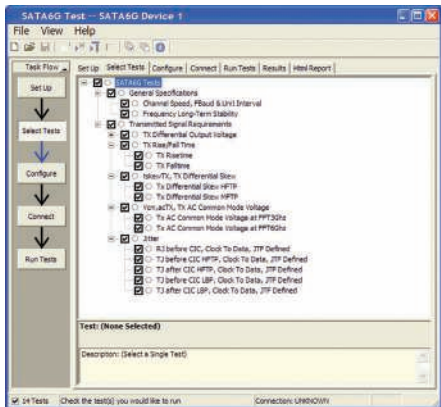 SATA6G Test -- SATA6G Device 1
File View Help
Task Flow
Set Up
Select Tests
Configure
Connect
Run Tests
Set Up Select Tests Configure Connect Run Tests Results Html Report
SATA6G Tests
General Specifications
Channel Speed, FBaud & Unit Interval
Frequency Long-Term Stability
Transmitted Signal Requirements
TX Differential Output Voltage
TX Rise/Fall Time
TX Risetime
TX Falltime
tskewTX, TX Differential Skew
Tx Differential Skew HFTP
Tx Differential Skew MFTP
Vcm,acTX, TX AC Common Mode Voltage
Tx AC Common Mode Voltage at FPT3Ghz
Tx AC Common Mode Voltage at FPT6Ghz
Jitter
RJ before CIC, Clock To Data, JTF Defined
TJ before CIC HFTP, Clock To Data, JTF Defined
TJ after CIC HFTP, Clock To Data, JTF Defined
TJ before CIC LBP, Clock To Data, JTF Defined
TJ after CIC LBP, Clock To Data, JTF Defined
Test: (None Selected)
Description: (Select a Single Test)
14 Tests Check the test(s) you would like to run Connection: UNKNOWN